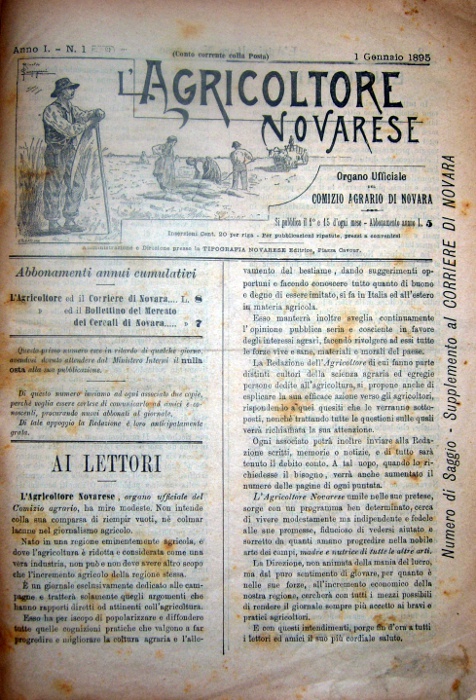 Anno I. - N. 1
(Conto corrente colla Posta)
1 Gennaio 1895
L'AGRICOLTORE
NOVARESE
Organo Ufficiale
DEL
COMIZIO AGRARIO DI NOVARA
Si pubblica il 1º e 15 d'ogni mese - Abbonamento annuo L. 5
Inserzioni Cent. 20 per riga - Per pubblicazioni ripetute, prezzi a convenirsi
Amministrazione e Direzione presso la TIPOGRAFIA NOVARESE Editrice, Piazza Cavour.
Abbonamenti annui cumulativi
L'Agricoltore ed il Corriere di Novara.... L. 8
» ed il Bollettino del Mercato
dei Cereali di Novara..... » 7
Questo primo numero esce in ritardo di qualche giorno,
avendosi dovuto attendere dal Ministero Interni il nulla
osta alla sua pubblicazione.
Di questo numero inviamo ad ogni associato due copie,
perchè voglia essere cortese di comunicarlo ad amici e co-
noscenti, procurando nuovi abbonati al giornale.
Di tale appoggio la Redazione è loro anticipatamente
grata.
AI LETTORI
L'Agricoltore Novarese, organo ufficiale del
Comizio agrario, ha mire modeste. Non intende
colla sua comparsa di riempir vuoti, nè colmar
lacune nel giornalismo agricolo.
Nato in una regione eminentemente agricola, e
dove l'agricoltura è ridotta e considerata come una
vera industria, non può e non deve avere altro scopo
che l'incremento agricolo della regione stessa.
È un giornale esclusivamente dedicato alle cam-
pagne e tratterà solamente quegli argomenti che
hanno rapporti diretti od attinenti coll'agricoltura.
Esso ha per iscopo di popolarizzare e diffondere
tutte quelle cognizioni pratiche che valgono a far
progredire e migliorare la coltura agraria e l'alle-
vamento del bestiame, dando suggerimenti oppor-
tuni e facendo conoscere tutto quanto di buono
e degno di essere imitato, si fa in Italia ed all'estero
in materia agricola.
Esso manterrà inoltre sveglia continuamente
l'opinione pubblica seria e cosciente in favore
degli interessi agrari, facendo rivolgere ad essi tutte
le forze vive e sane, materiali e morali del paese.
La Redazione dell'Agricoltore di cui fanno parte
distinti cultori della scienza agraria ed egregie
persone dedite all'agricoltura, si propone anche di
esplicare la sua efficace azione verso gli agricoltori,
rispondendo a quei quesiti che le verranno sotto-
posti, nonchè trattando tutte le questioni sulle quali
verrà richiamata la sua attenzione.
Ogni associato potrà inoltre inviare alla Reda-
zione scritti, memorie o notizie, e di tutto sarà
tenuto il debito conto. A tal uopo, quando lo ri-
chiedesse il bisogno, verrà anche aumentato il
numero delle pagine di ogni puntata.
L'Agricoltore Novarese umile nelle sue pretese,
sorge con un programma ben determinato, cerca
di vivere modestamente ma indipendente e fedele
alle sue promesse, fiducioso di vedersi aiutato e
sorretto da quanti amano progredire nella nobile
arte dei campi, madre e nutrice di tutte le altre arti.
La Direzione, non animata dalla mania del lucro,
ma dal puro sentimento di giovare, per quanto è
nelle sue forze, all'incremento economico della
nostra regione, cercherà con tutti i mezzi possibili
di rendere il giornale sempre più accetto ai bravi e
pratici agricoltori.
E con questi intendimenti, porge fin d'ora a tutti
i lettori ed amici il suo più cordiale saluto.
Numero di Saggio - Supplemento al CORRIERE DI NOVARA